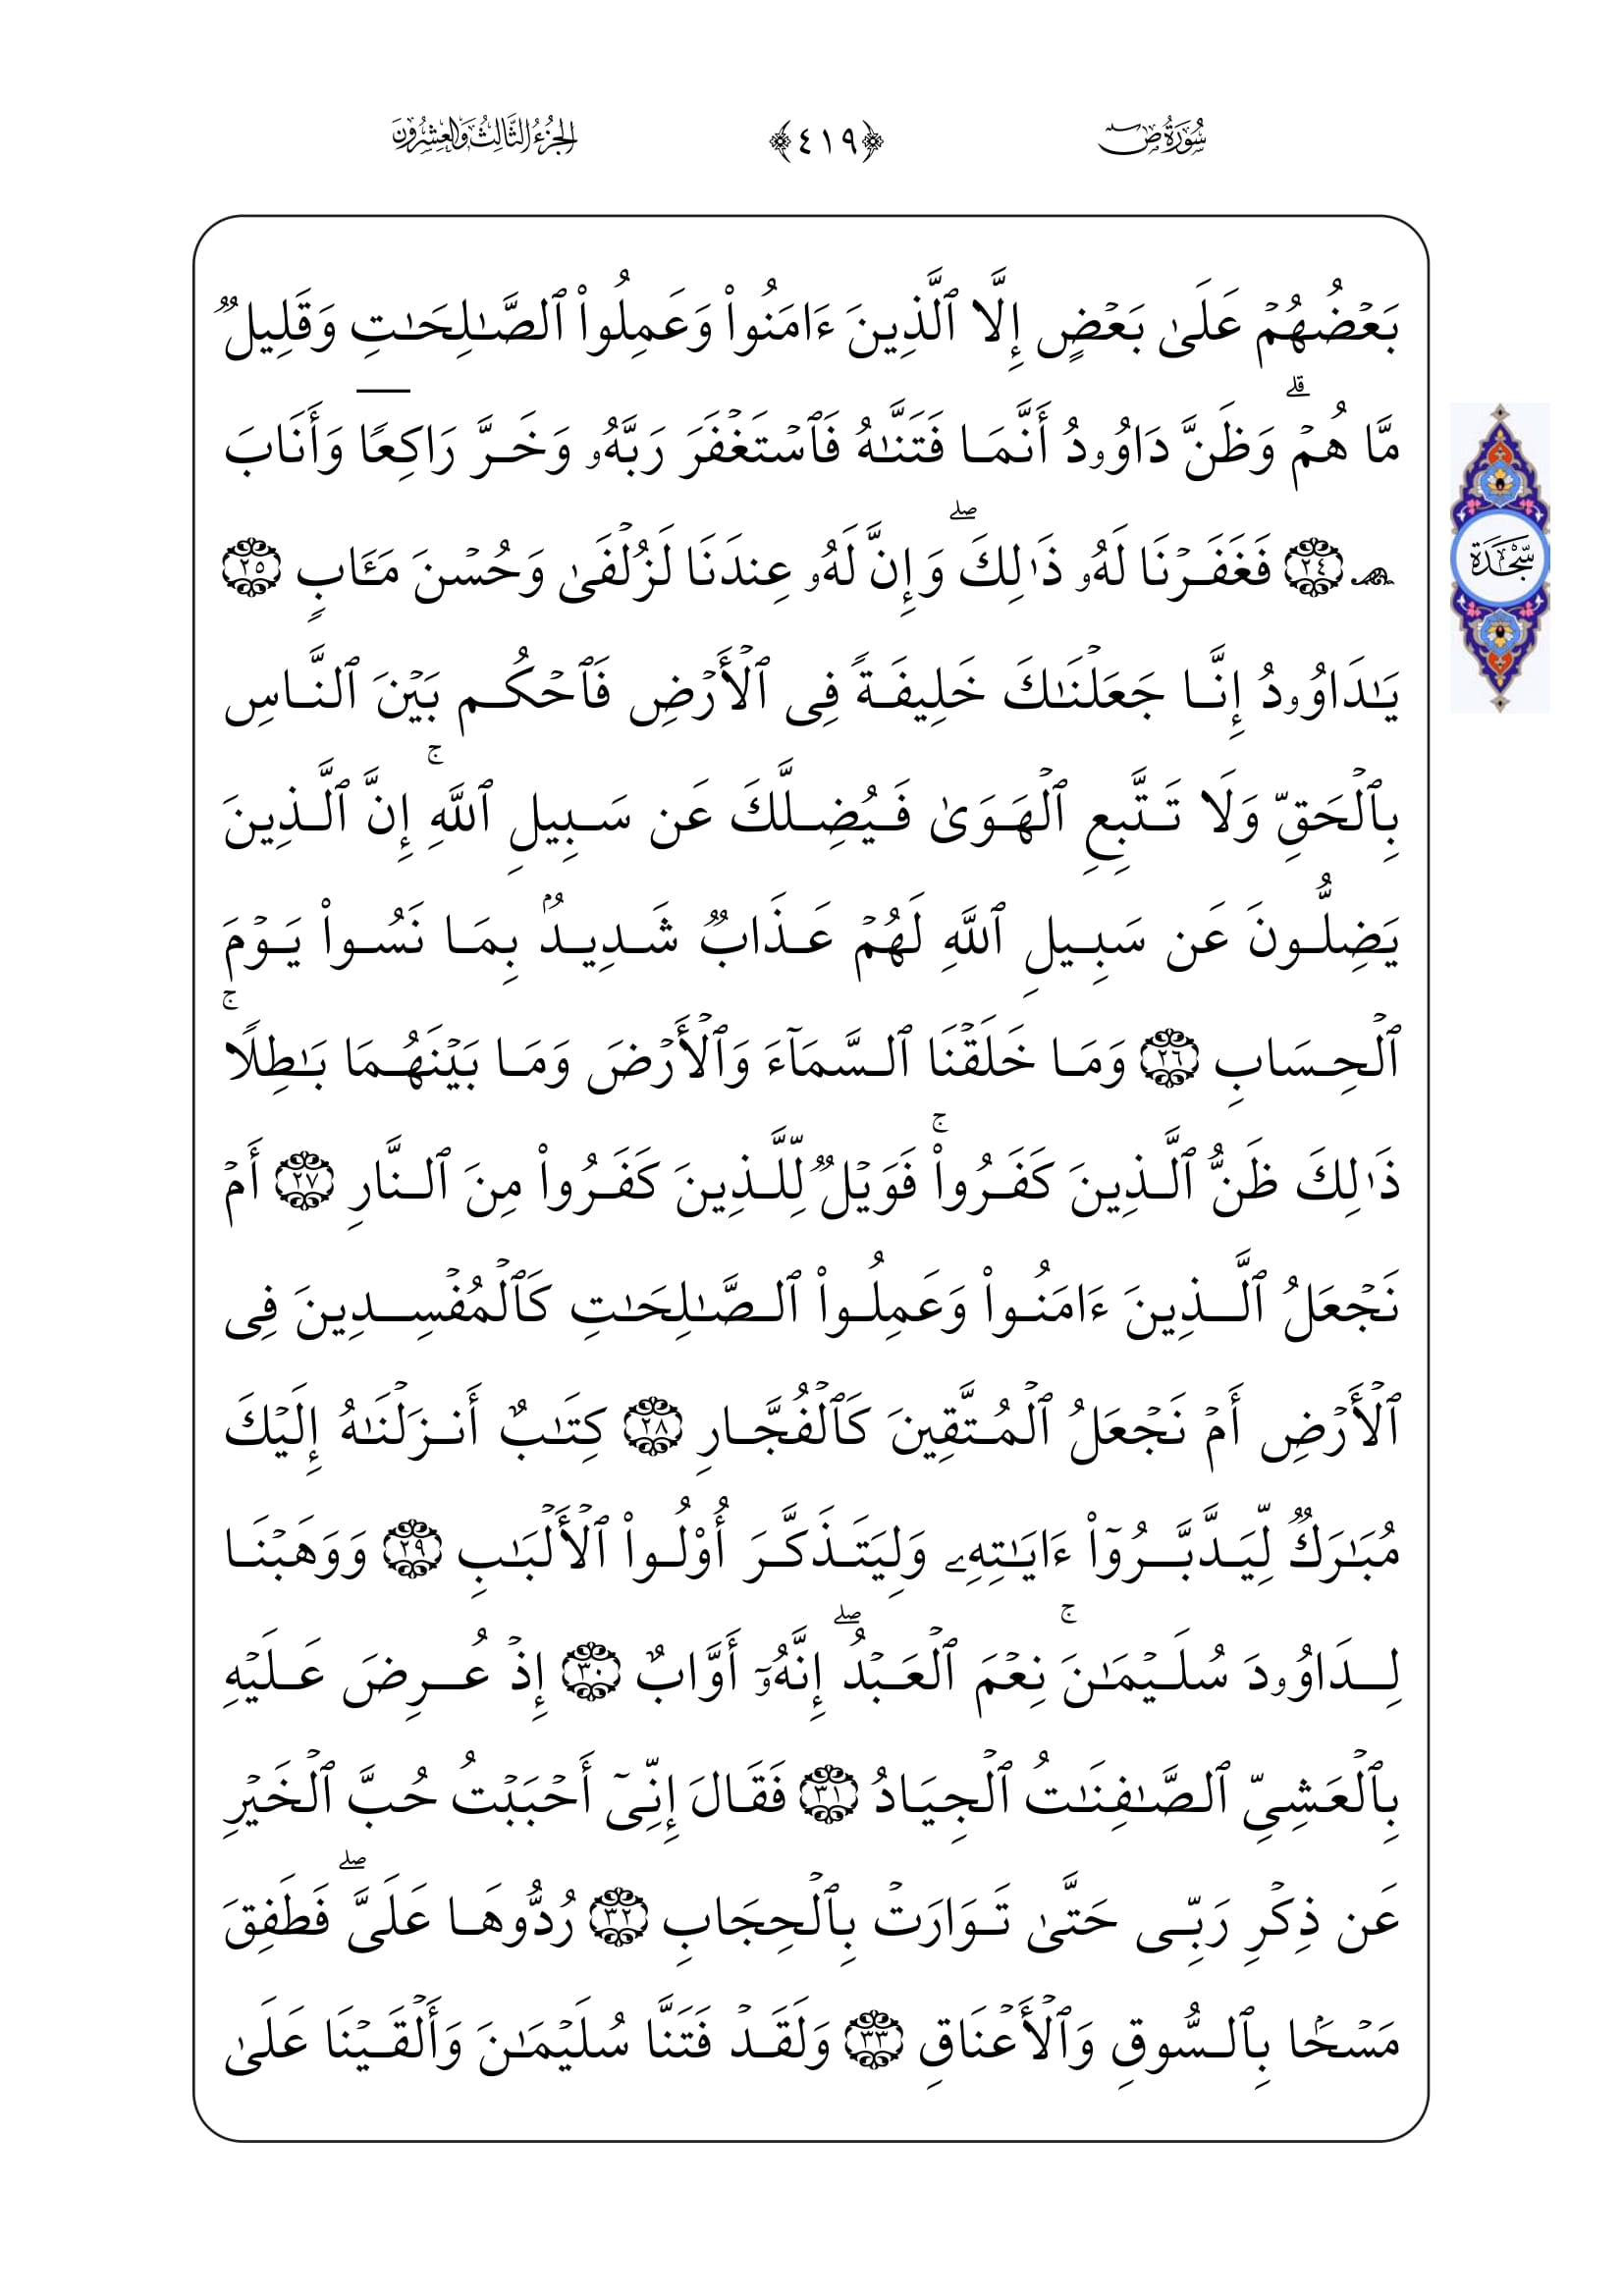 سُورَةُ صٓ
﴿٤١٩﴾
الجُزْءُ الثَّالِثُ وَالعِشْرُونَ
بَعۡضُهُمۡ عَلَىٰ بَعۡضٍ إِلَّا ٱلَّذِينَ ءَامَنُواْ وَعَمِلُواْ ٱلصَّـٰلِحَـٰتِ وَقَلِيلٞ
مَّا هُمۡۗ وَظَنَّ دَاوُۥدُ أَنَّمَا فَتَنَّـٰهُ فَٱسۡتَغۡفَرَ رَبَّهُۥ وَخَرَّ رَاكِعًا وَأَنَابَ
۩ ٢٤ فَغَفَرۡنَا لَهُۥ ذَٰلِكَۖ وَإِنَّ لَهُۥ عِندَنَا لَزُلۡفَىٰ وَحُسۡنَ مَـَٔابٍ ٢٥
سَّجْدَة
يَـٰدَاوُۥدُ إِنَّا جَعَلۡنَـٰكَ خَلِيفَةً فِى ٱلۡأَرۡضِ فَٱحۡكُم بَيۡنَ ٱلنَّاسِ
بِٱلۡحَقِّ وَلَا تَتَّبِعِ ٱلۡهَوَىٰ فَيُضِلَّكَ عَن سَبِيلِ ٱللَّهِۚ إِنَّ ٱلَّذِينَ
يَضِلُّونَ عَن سَبِيلِ ٱللَّهِ لَهُمۡ عَذَابٞ شَدِيدُۢ بِمَا نَسُواْ يَوۡمَ
ٱلۡحِسَابِ ٢٦ وَمَا خَلَقۡنَا ٱلسَّمَآءَ وَٱلۡأَرۡضَ وَمَا بَيۡنَهُمَا بَـٰطِلًاۚ
ذَٰلِكَ ظَنُّ ٱلَّذِينَ كَفَرُواْۚ فَوَيۡلٞ لِّلَّذِينَ كَفَرُواْ مِنَ ٱلنَّارِ ٢٧ أَمۡ
نَجۡعَلُ ٱلَّذِينَ ءَامَنُواْ وَعَمِلُواْ ٱلصَّـٰلِحَـٰتِ كَٱلۡمُفۡسِدِينَ فِى
ٱلۡأَرۡضِ أَمۡ نَجۡعَلُ ٱلۡمُتَّقِينَ كَٱلۡفُجَّارِ ٢٨ كِتَـٰبٌ أَنزَلۡنَـٰهُ إِلَيۡكَ
مُبَـٰرَكٞ لِّيَدَّبَّرُوٓاْ ءَايَـٰتِهِۦ وَلِيَتَذَكَّرَ أُوْلُواْ ٱلۡأَلۡبَـٰبِ ٢٩ وَوَهَبۡنَا
لِدَاوُۥدَ سُلَيۡمَـٰنَۚ نِعۡمَ ٱلۡعَبۡدُۖ إِنَّهُۥٓ أَوَّابٌ ٣٠ إِذۡ عُرِضَ عَلَيۡهِ
بِٱلۡعَشِىِّ ٱلصَّـٰفِنَـٰتُ ٱلۡجِيَادُ ٣١ فَقَالَ إِنِّىٓ أَحۡبَبۡتُ حُبَّ ٱلۡخَيۡرِ
عَن ذِكۡرِ رَبِّى حَتَّىٰ تَوَارَتۡ بِٱلۡحِجَابِ ٣٢ رُدُّوهَا عَلَىَّۖ فَطَفِقَ
مَسۡحَۢا بِٱلسُّوقِ وَٱلۡأَعۡنَاقِ ٣٣ وَلَقَدۡ فَتَنَّا سُلَيۡمَـٰنَ وَأَلۡقَيۡنَا عَلَىٰ